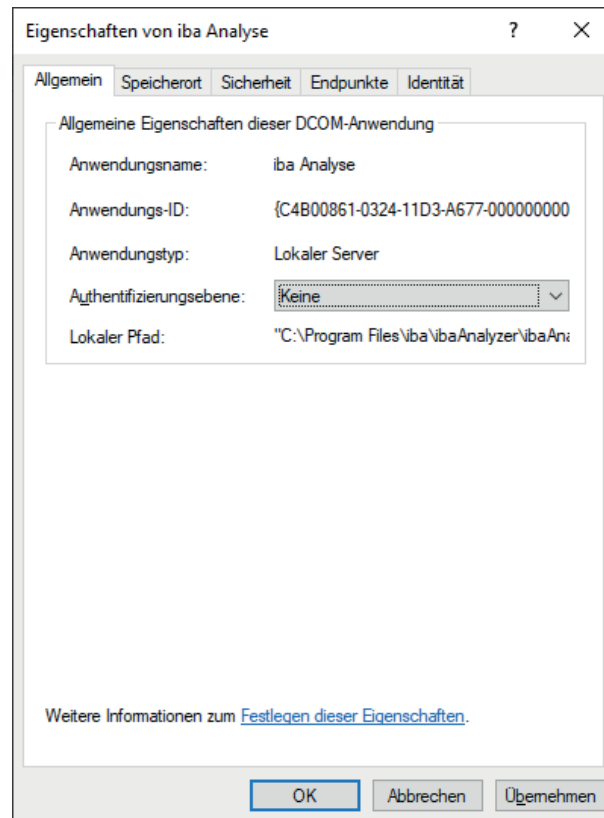 Eigenschaften von iba Analyse ? ×
Allgemein Speicherort Sicherheit Endpunkte Identität
Allgemeine Eigenschaften dieser DCOM-Anwendung
Anwendungsname: iba Analyse
Anwendungs-ID: {C4B00861-0324-11D3-A677-000000000
Anwendungstyp: Lokaler Server
Authentifizierungsebene: Keine
Lokaler Pfad: "C:\Program Files\iba\ibaAnalyzer\ibaAna
Weitere Informationen zum Festlegen dieser Eigenschaften.
OK Abbrechen Übernehmen